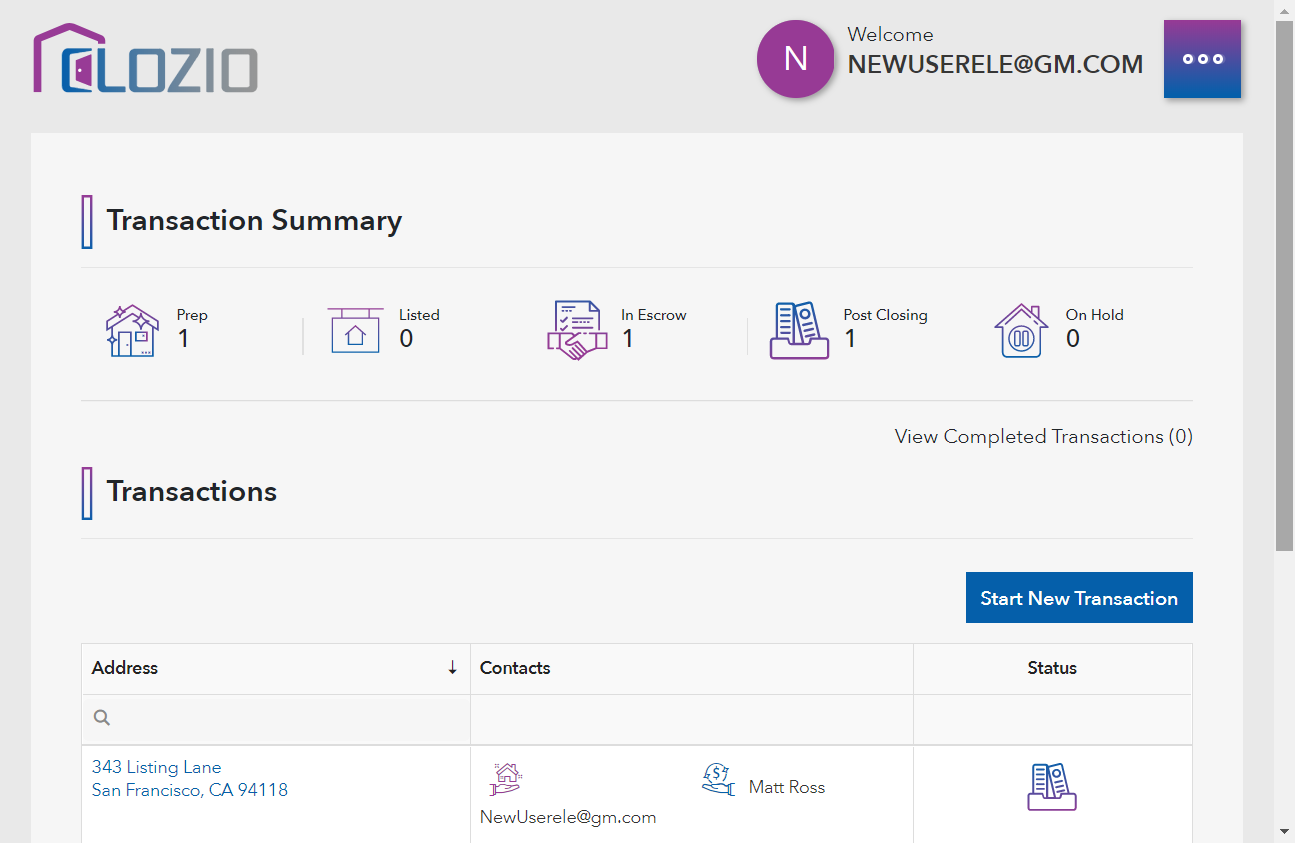 CLOZIO
N
Welcome
NEWUSERELE@GM.COM
Transaction Summary
Prep
1
Listed
0
In Escrow
1
Post Closing
1
On Hold
0
View Completed Transactions (0)
Transactions
Start New Transaction
Address
Contacts
Status
343 Listing Lane
San Francisco, CA 94118
NewUserele@gm.com
Matt Ross